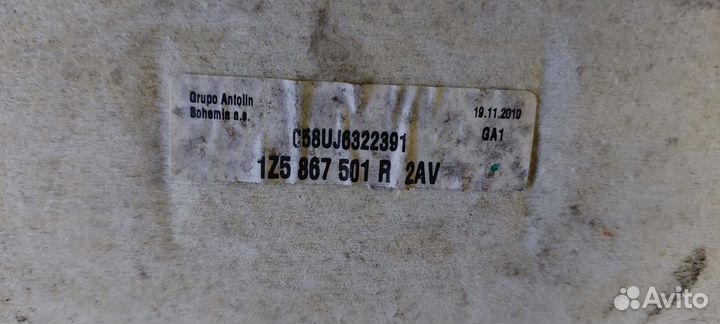 Grupo Antolin
Bohemia a.s.
19.11.2010
GA1
C58UJ6322391
1Z5 867 501 R 2AV
Avito